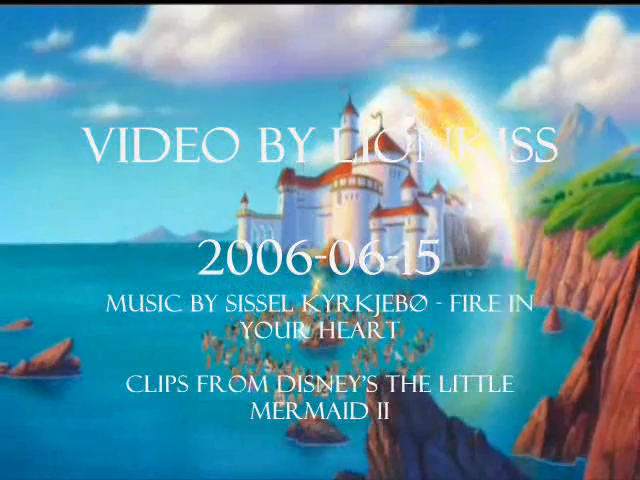 VIDEO BY LIONKISS
2006-06-15
MUSIC BY SISSEL KYRKJEBØ - FIRE IN
YOUR HEART
CLIPS FROM DISNEY'S THE LITTLE
MERMAID II